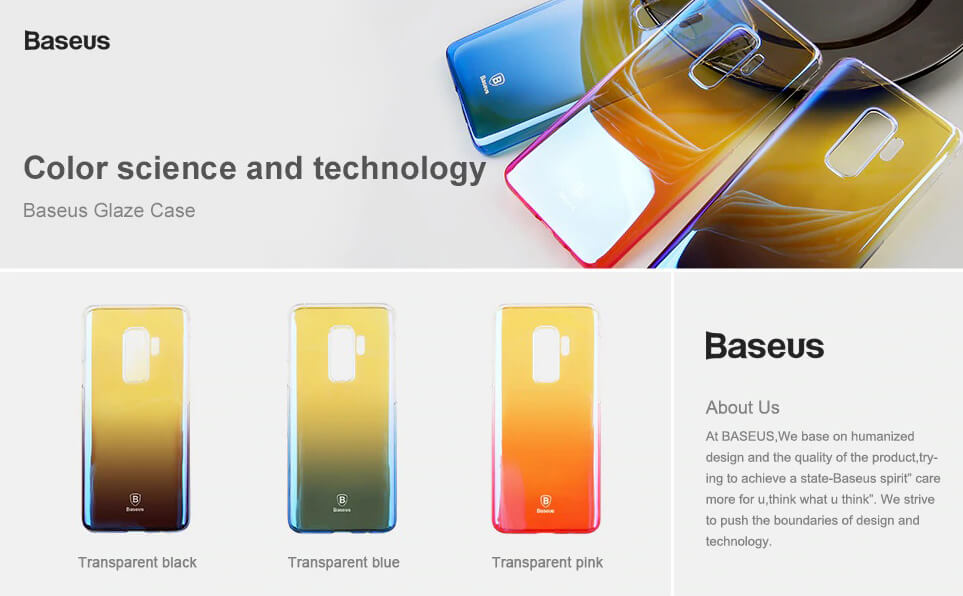 Baseus
Color science and technology
Baseus Glaze Case
Baseus
Baseus
Baseus
Baseus
Transparent black
Transparent blue
Transparent pink
Baseus
About Us
At BASEUS,We base on humanized
design and the quality of the product,try-
ing to achieve a state-Baseus spirit" care
more for u,think what u think". We strive
to push the boundaries of design and
technology.